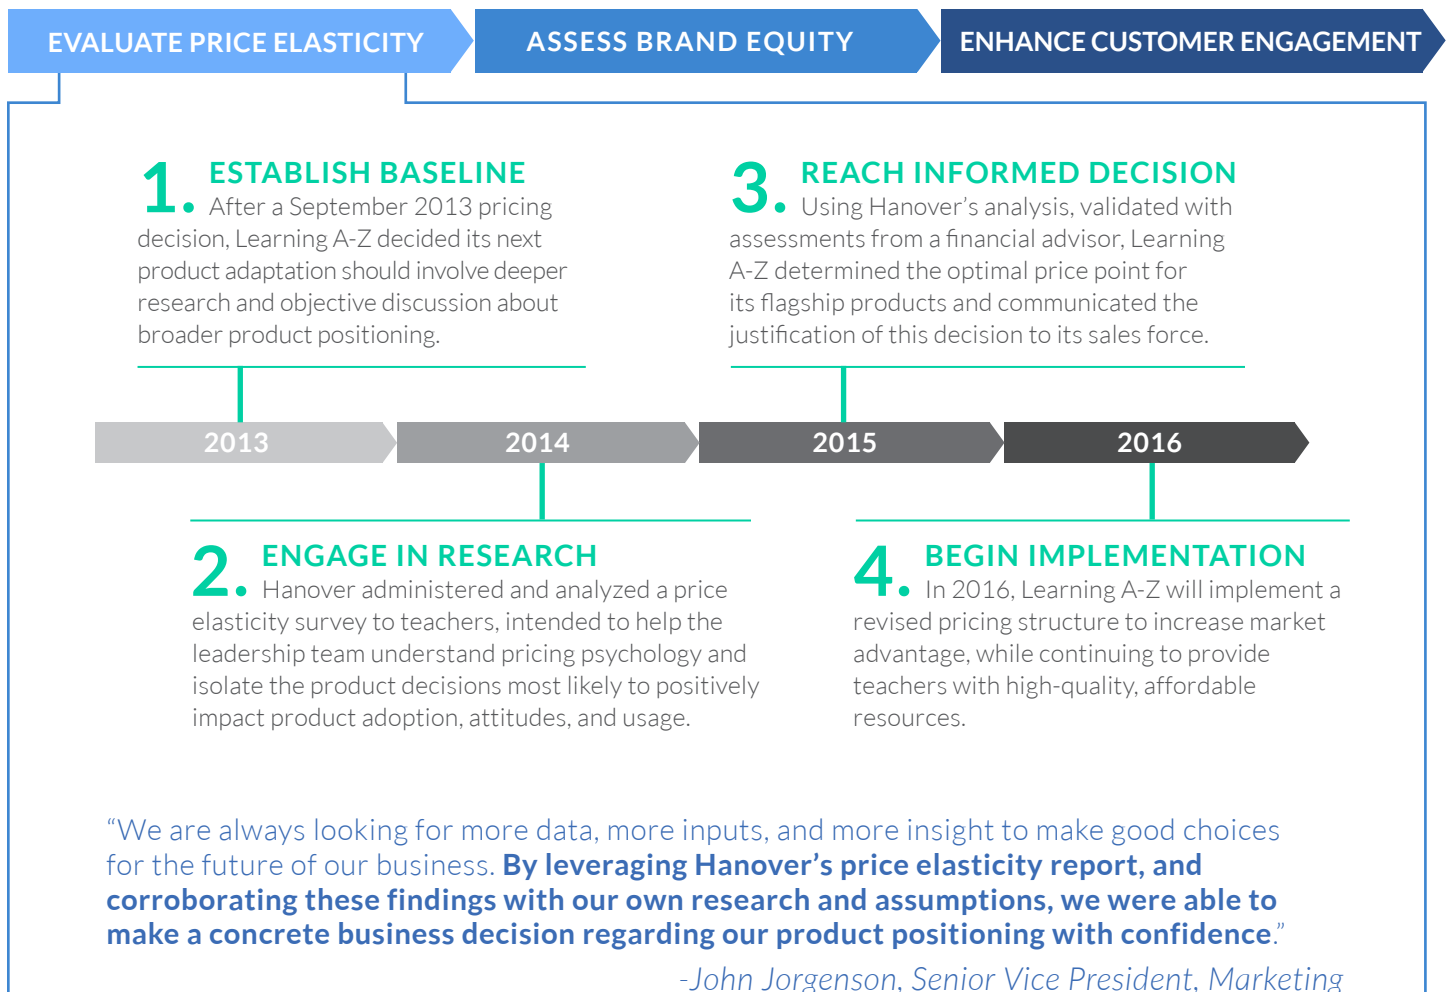 EVALUATE PRICE ELASTICITY
ASSESS BRAND EQUITY
ENHANCE CUSTOMER ENGAGEMENT
1. ESTABLISH BASELINE
After a September 2013 pricing
decision, Learning A-Z decided its next
product adaptation should involve deeper
research and objective discussion about
broader product positioning.
3. REACH INFORMED DECISION
Using Hanover’s analysis, validated with
assessments from a financial advisor, Learning
A-Z determined the optimal price point for
its flagship products and communicated the
justification of this decision to its sales force.
2013
2014
2015
2016
2. ENGAGE IN RESEARCH
Hanover administered and analyzed a price
elasticity survey to teachers, intended to help the
leadership team understand pricing psychology and
isolate the product decisions most likely to positively
impact product adoption, attitudes, and usage.
4. BEGIN IMPLEMENTATION
In 2016, Learning A-Z will implement a
revised pricing structure to increase market
advantage, while continuing to provide
teachers with high-quality, affordable
resources.
“We are always looking for more data, more inputs, and more insight to make good choices
for the future of our business. By leveraging Hanover’s price elasticity report, and
corroborating these findings with our own research and assumptions, we were able to
make a concrete business decision regarding our product positioning with confidence.”
-John Jorgenson, Senior Vice President, Marketing